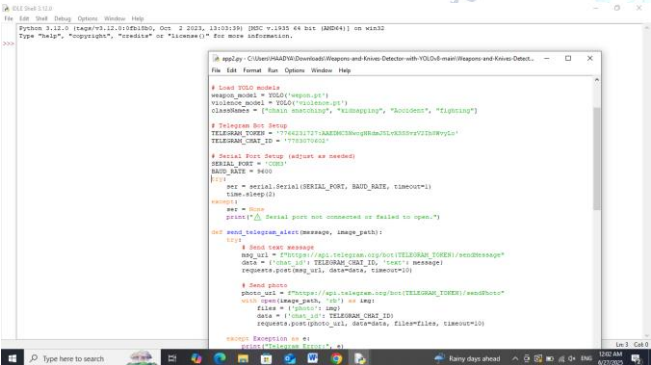 IDLE Shell 3.12.0
File Edit Shell Debug Options Window Help
Python 3.12.0 (tags/v3.12.0:0fb18b0, Oct 2 2023, 13:03:39) [MSC v.1935 64 bit (AMD64)] on win32
Type "help", "copyright", "credits" or "license()" for more information.
>>>
app2.py - C:\Users\HAADYA\Downloads\Weapons-and-Knives-Detector-with-YOLOv8-main\Weapons-and-Knives-Detect...
File Edit Format Run Options Window Help
# Load YOLO models
weapon_model = YOLO('wepon.pt')
violence_model = YOLO('violence.pt')
classNames = ["chain snatching", "kidnapping", "Accident", "fighting"]
# Telegram Bot Setup
TELEGRAM_TOKEN =
TELEGRAM_CHAT_ID =
# Serial Port Setup (adjust as needed)
SERIAL_PORT = 'COM3'
BAUD_RATE = 9600
try:
ser = serial.Serial(SERIAL_PORT, BAUD_RATE, timeout=1)
time.sleep(2)
except:
ser = None
print("⚠ Serial port not connected or failed to open.")
def send_telegram_alert(message, image_path):
try:
# Send text message
msg_url = f"https://api.telegram.org/bot{TELEGRAM_TOKEN}/sendMessage"
data = {'chat_id': TELEGRAM_CHAT_ID, 'text': message}
requests.post(msg_url, data=data, timeout=10)
# Send photo
photo_url = f"https://api.telegram.org/bot{TELEGRAM_TOKEN}/sendPhoto"
with open(image_path, 'rb') as img:
files = {'photo': img}
data = {'chat_id': TELEGRAM_CHAT_ID}
requests.post(photo_url, data=data, files=files, timeout=10)
except Exception as e:
print("Telegram Error:", e)
Ln: 3 Col: 0
Type here to search
Rainy days ahead
ENG
12:02 AM
6/27/2025